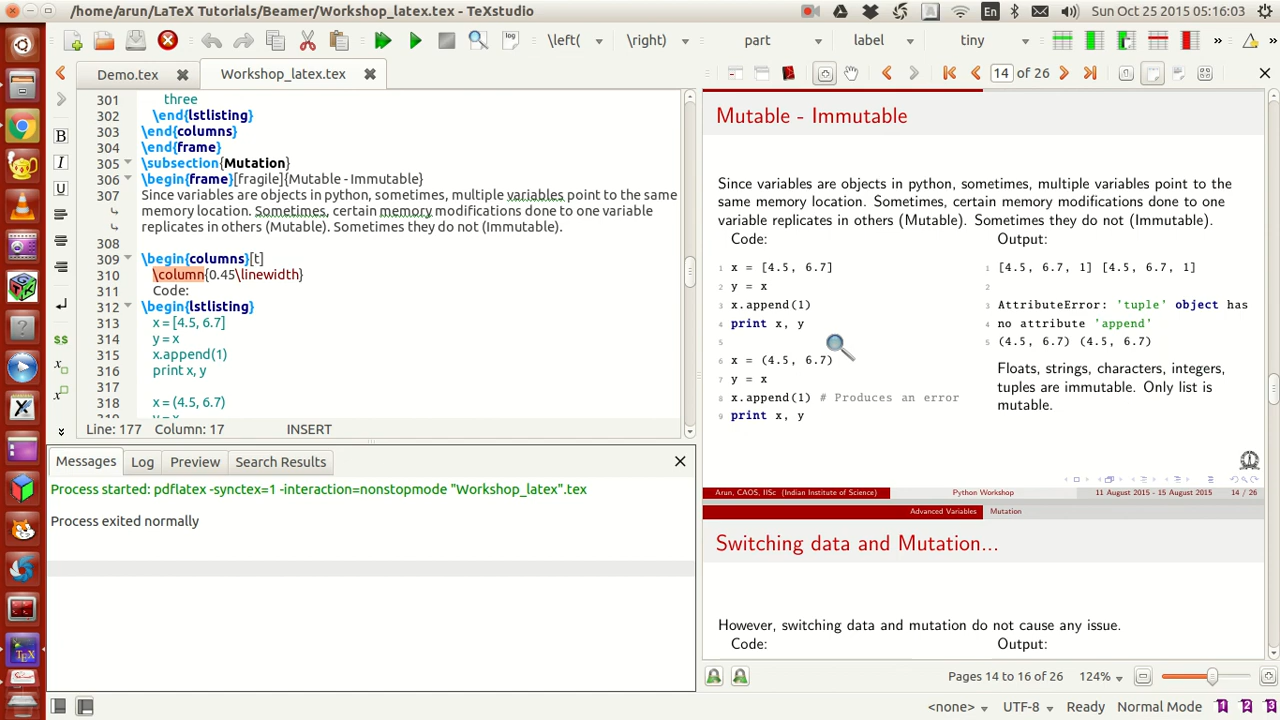 /home/arun/LaTeX Tutorials/Beamer/Workshop_latex.tex - TeXstudio
En
Sun Oct 25 2015 05:16:03
log
\left(
\right)
part
label
tiny
»
»
Demo.tex
Workshop_latex.tex
14 of 26
301 three
302 \end{lstlisting}
303 \end{columns}
304 \end{frame}
305 \subsection{Mutation}
306 \begin{frame}[fragile]{Mutable - Immutable}
307 Since variables are objects in python, sometimes, multiple variables point to the same
memory location. Sometimes, certain memory modifications done to one variable
replicates in others (Mutable). Sometimes they do not (Immutable).
308
309 \begin{columns}[t]
310 \column{0.45\linewidth}
311 Code:
312 \begin{lstlisting}
313 x = [4.5, 6.7]
314 y = x
315 x.append(1)
316 print x, y
317
318 x = (4.5, 6.7)
B
I
U
$$
Line: 177 Column: 17 INSERT
Messages
Log
Preview
Search Results
Process started: pdflatex -synctex=1 -interaction=nonstopmode "Workshop_latex".tex
Process exited normally
Mutable - Immutable
Since variables are objects in python, sometimes, multiple variables point to the
same memory location. Sometimes, certain memory modifications done to one
variable replicates in others (Mutable). Sometimes they do not (Immutable).
Code:
1 x = [4.5, 6.7]
2 y = x
3 x.append(1)
4 print x, y
5
6 x = (4.5, 6.7)
7 y = x
8 x.append(1) # Produces an error
9 print x, y
Output:
1 [4.5, 6.7, 1] [4.5, 6.7, 1]
2
3 AttributeError: 'tuple' object has
4 no attribute 'append'
5 (4.5, 6.7) (4.5, 6.7)
Floats, strings, characters, integers,
tuples are immutable. Only list is
mutable.
Arun, CAOS, IISc (Indian Institute of Science)
Python Workshop
11 August 2015 - 15 August 2015
14 / 26
Advanced Variables
Mutation
Switching data and Mutation...
However, switching data and mutation do not cause any issue.
Code:
Output:
Pages 14 to 16 of 26
124%
<none>
UTF-8
Ready
Normal Mode
1
2
3